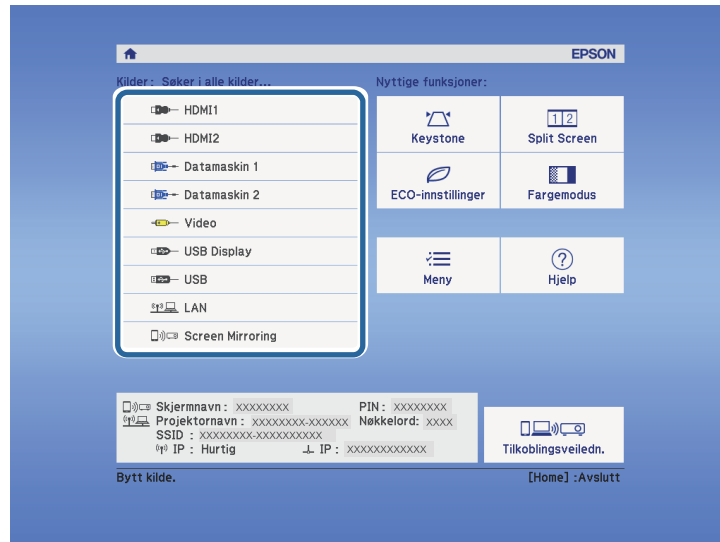 EPSON
Kilder : Søker i alle kilder...
HDMI1
HDMI2
Datamaskin 1
Datamaskin 2
Video
USB Display
USB
LAN
Screen Mirroring
Nyttige funksjoner:
Keystone
1 2
Split Screen
ECO-innstillinger
Fargemodus
Meny
?
Hjelp
Skjermnavn : XXXXXXXX PIN : XXXXXXXX
Projektornavn : XXXXXXXX-XXXXXX Nøkkelord: XXXX
SSID : XXXXXXXX-XXXXXXXXXX
IP : Hurtig IP : XXXXXXXXXXXX
Tilkoblingsveiledn.
Bytt kilde. [Home] :Avslutt